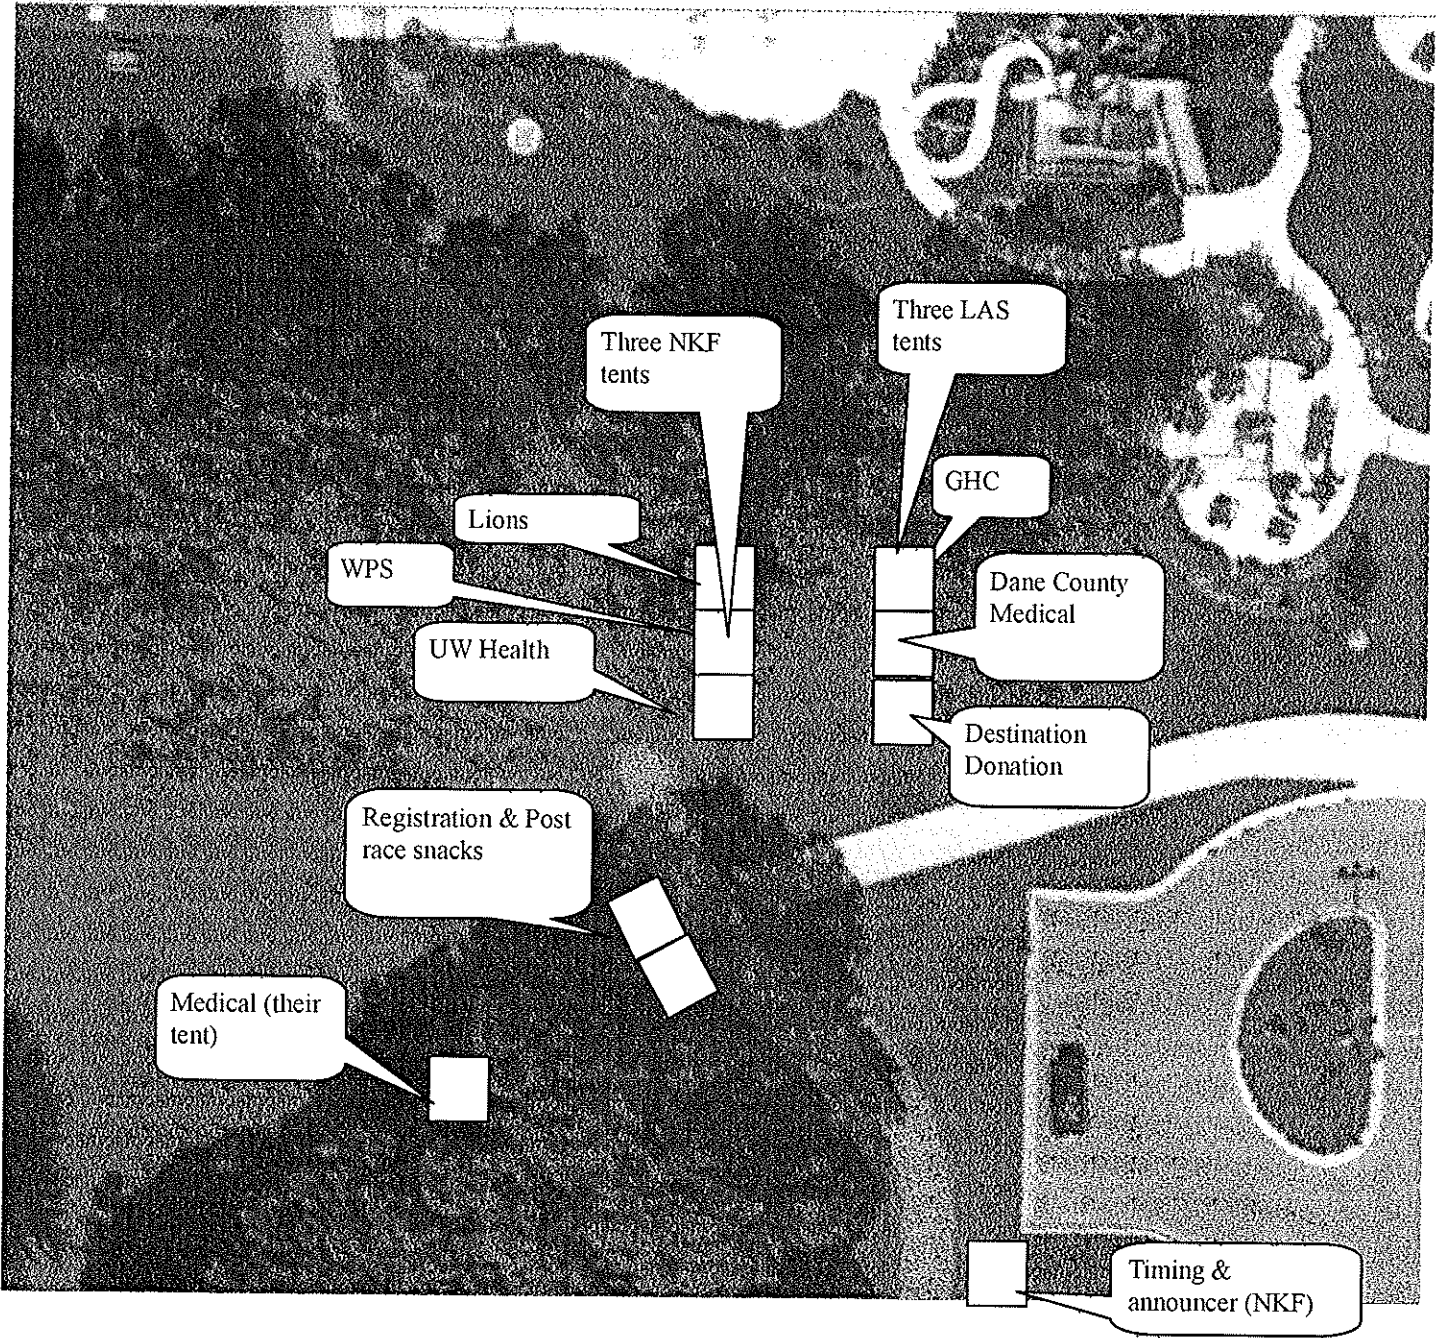 Three LAS
tents
Three NKF
tents
GHC
Lions
WPS
Dane County
Medical
UW Health
Destination
Donation
Registration & Post
race snacks
Medical (their
tent)
Timing &
announcer (NKF)